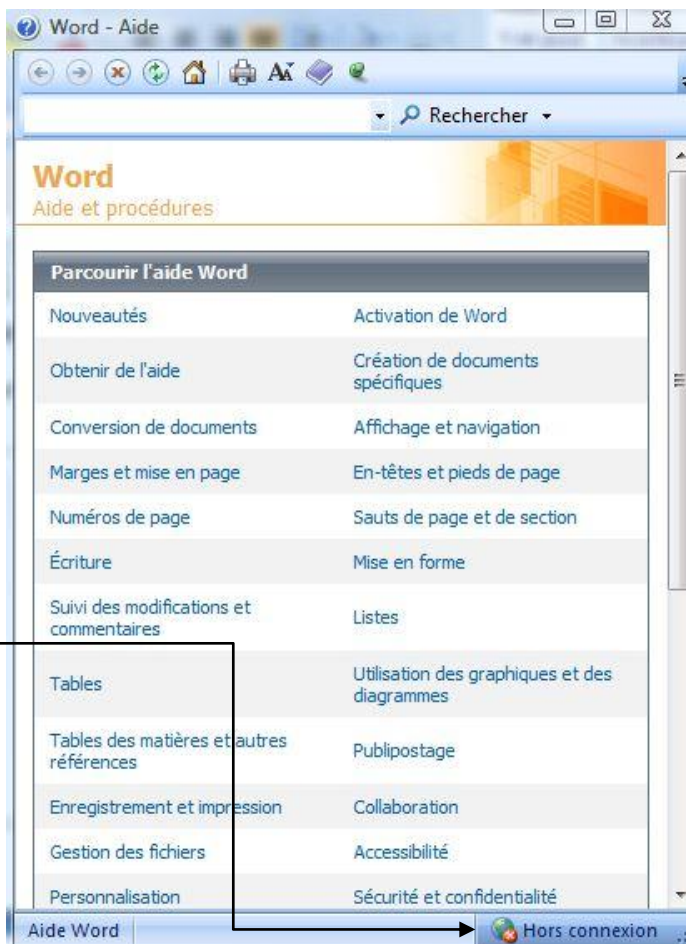 Word - Aide
Rechercher
Word
Aide et procédures
Parcourir l'aide Word
Nouveautés
Activation de Word
Obtenir de l'aide
Création de documents
spécifiques
Conversion de documents
Affichage et navigation
Marges et mise en page
En-têtes et pieds de page
Numéros de page
Sauts de page et de section
Écriture
Mise en forme
Suivi des modifications et
commentaires
Listes
Tables
Utilisation des graphiques et des
diagrammes
Tables des matières et autres
références
Publipostage
Enregistrement et impression
Collaboration
Gestion des fichiers
Accessibilité
Personnalisation
Sécurité et confidentialité
Aide Word
Hors connexion